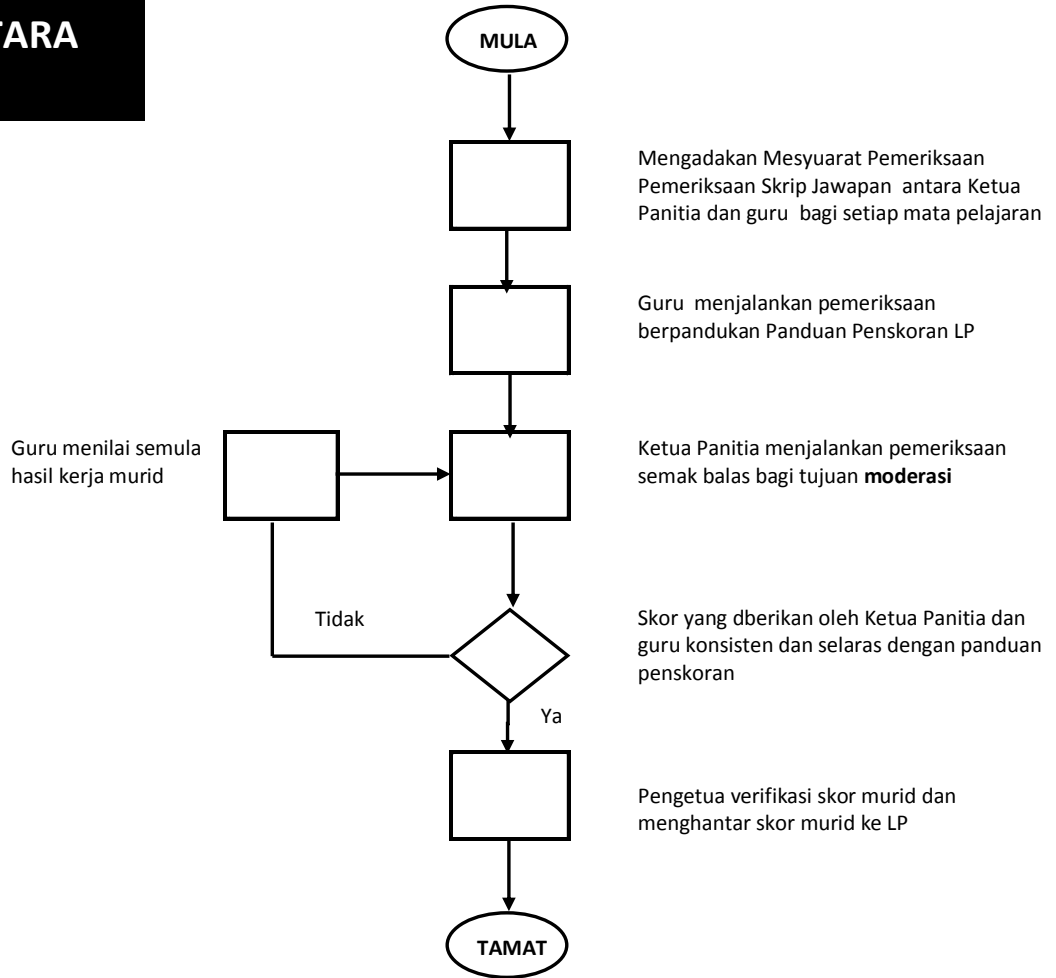 TARA
MULA
Mengadakan Mesyuarat Pemeriksaan
Pemeriksaan Skrip Jawapan antara Ketua
Panitia dan guru bagi setiap mata pelajaran
Guru menjalankan pemeriksaan
berpandukan Panduan Penskoran LP
Guru menilai semula
hasil kerja murid
Ketua Panitia menjalankan pemeriksaan
semak balas bagi tujuan moderasi
Tidak
Skor yang dberikan oleh Ketua Panitia dan
guru konsisten dan selaras dengan panduan
penskoran
Ya
Pengetua verifikasi skor murid dan
menghantar skor murid ke LP
TAMAT